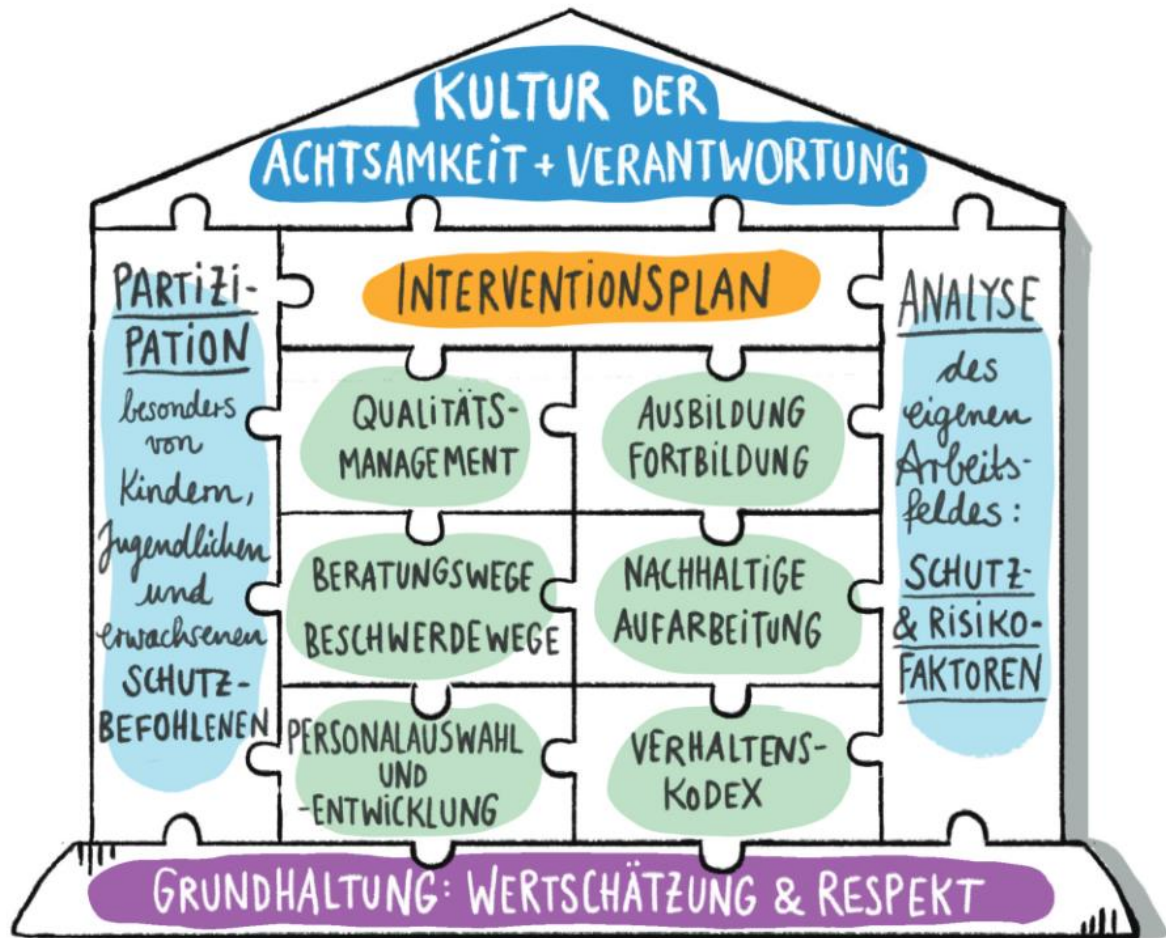 KULTUR DER
ACHTSAMKEIT + VERANTWORTUNG
PARTIZI-
PATION
besonders
von
Kindern,
Jugendlichen
und
erwachsenen
SCHUTZ-
BEFOHLENEN
INTERVENTIONSPLAN
QUALITÄTS-
MANAGEMENT
AUSBILDUNG
FORTBILDUNG
BERATUNGSWEGE
BESCHWERDEWEGE
NACHHALTIGE
AUFARBEITUNG
PERSONALAUSWAHL
UND
-ENTWICKLUNG
VERHALTENS-
KODEX
ANALYSE
des
eigenen
Arbeits-
feldes:
SCHUTZ-
& RISIKO-
FAKTOREN
GRUNDHALTUNG: WERTSCHÄTZUNG & RESPEKT